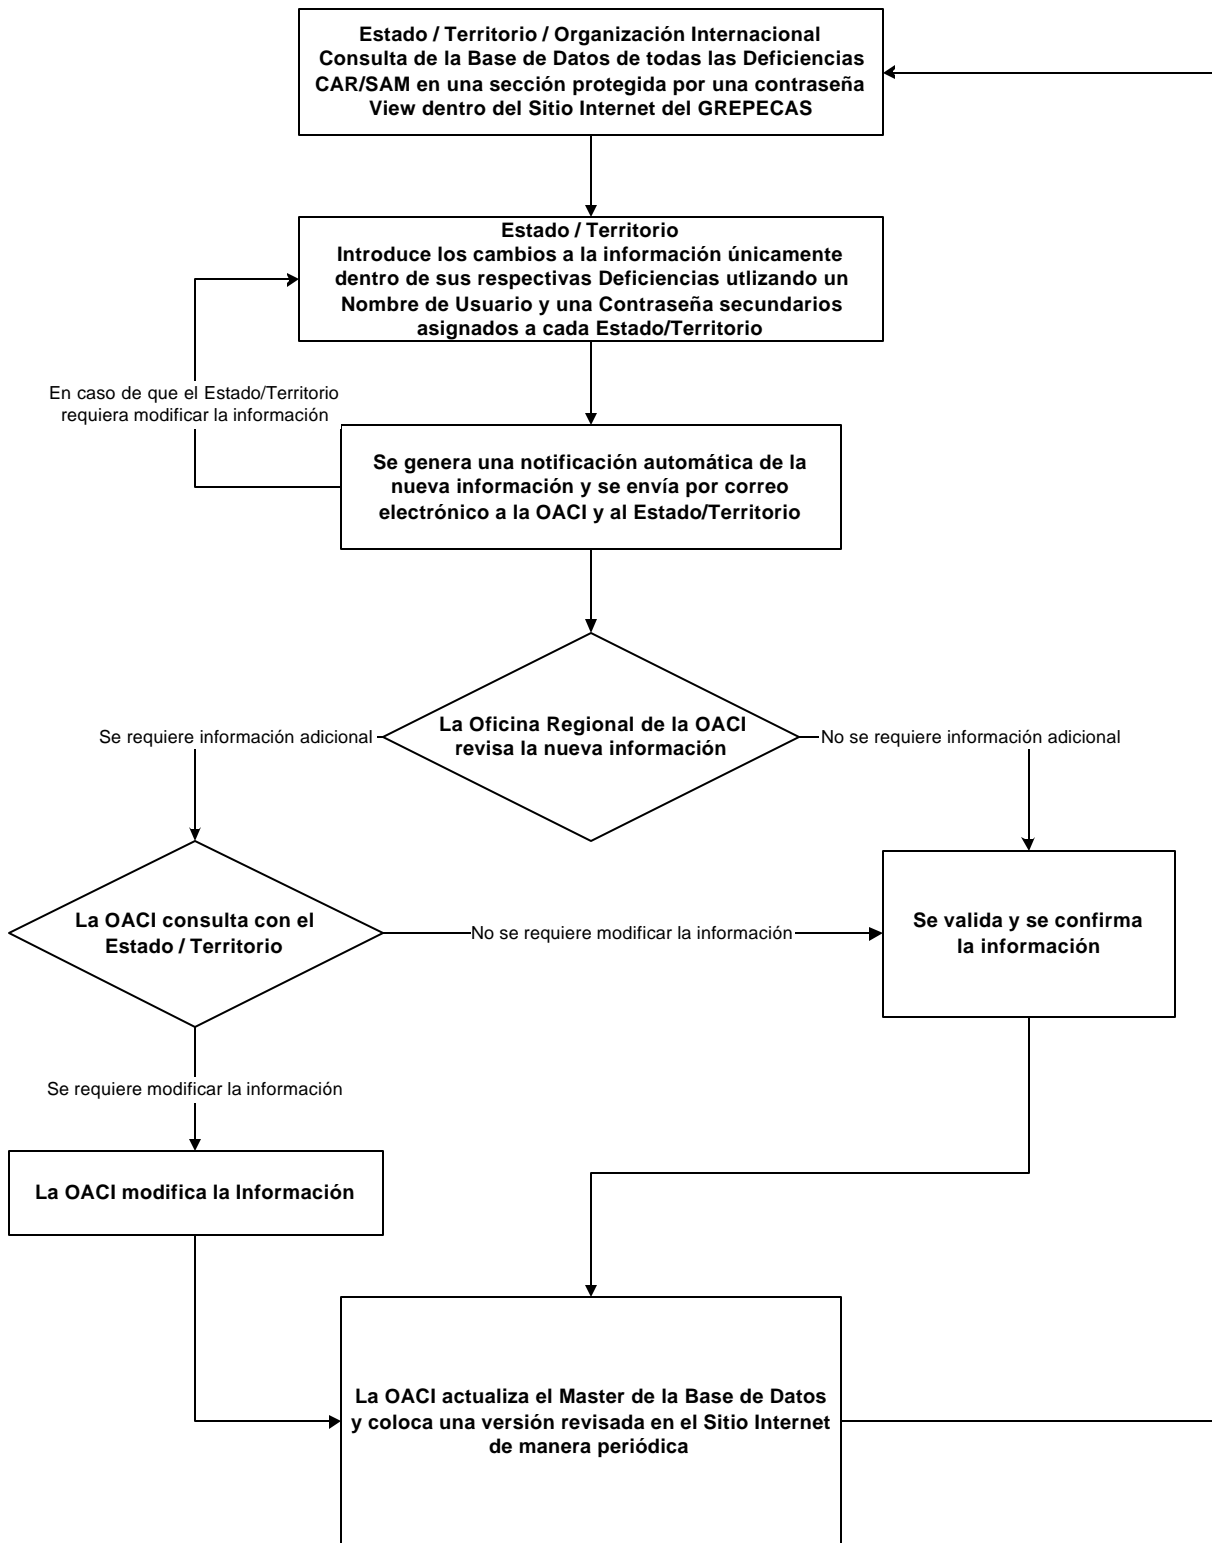 Estado / Territorio / Organización Internacional
Consulta de la Base de Datos de todas las Deficiencias
CAR/SAM en una sección protegida por una contraseña
View dentro del Sitio Internet del GREPECAS
Estado / Territorio
Introduce los cambios a la información únicamente
dentro de sus respectivas Deficiencias utlizando un
Nombre de Usuario y una Contraseña secundarios
asignados a cada Estado/Territorio
En caso de que el Estado/Territorio
requiera modificar la información
Se genera una notificación automática de la
nueva información y se envía por correo
electrónico a la OACI y al Estado/Territorio
La Oficina Regional de la OACI
revisa la nueva información
Se requiere información adicional
No se requiere información adicional
La OACI consulta con el
Estado / Territorio
No se requiere modificar la información
Se valida y se confirma
la información
Se requiere modificar la información
La OACI modifica la Información
La OACI actualiza el Master de la Base de Datos
y coloca una versión revisada en el Sitio Internet
de manera periódica